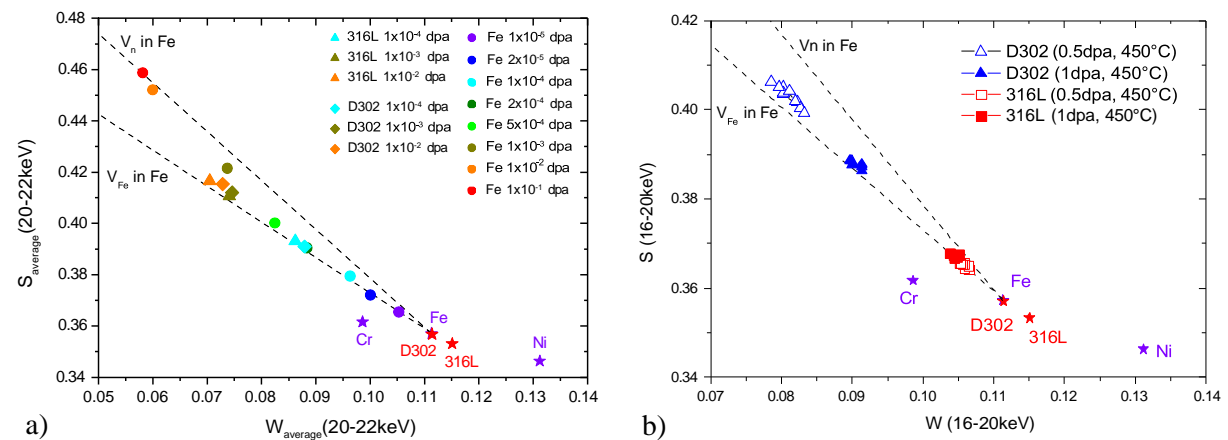 V_n in Fe
V_Fe in Fe
316L 1x10⁻⁴ dpa
316L 1x10⁻³ dpa
316L 1x10⁻² dpa
D302 1x10⁻⁴ dpa
D302 1x10⁻³ dpa
D302 1x10⁻² dpa
Fe 1x10⁻⁵ dpa
Fe 2x10⁻⁵ dpa
Fe 1x10⁻⁴ dpa
Fe 2x10⁻⁴ dpa
Fe 5x10⁻⁴ dpa
Fe 1x10⁻³ dpa
Fe 1x10⁻² dpa
Fe 1x10⁻¹ dpa
0.48
0.46
0.44
0.42
0.40
0.38
0.36
0.34
S_average(20-22keV)
Cr
Fe
D302
316L
Ni
0.05 0.06 0.07 0.08 0.09 0.10 0.11 0.12 0.13 0.14
W_average(20-22keV)
a)
Vn in Fe
V_Fe in Fe
D302 (0.5dpa, 450°C)
D302 (1dpa, 450°C)
316L (0.5dpa, 450°C)
316L (1dpa, 450°C)
0.42
0.40
0.38
0.36
0.34
S (16-20keV)
Cr
Fe
D302
316L
Ni
0.07 0.08 0.09 0.10 0.11 0.12 0.13 0.14
W (16-20keV)
b)